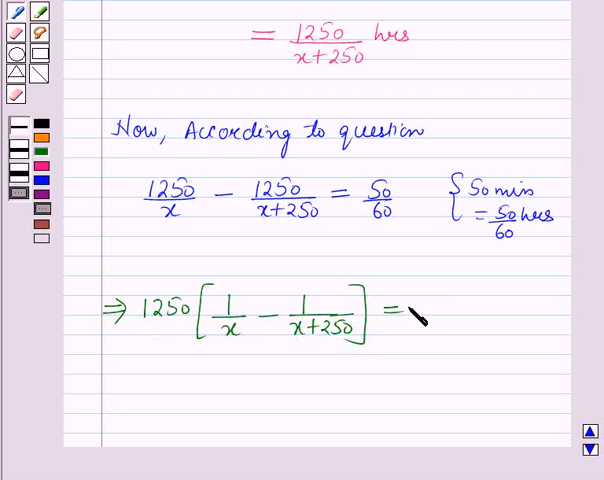 = 1250/(x+250) hrs
Now, According to question
1250/x − 1250/(x+250) = 50/60 { 50 min = 50/60 hrs
⇒ 1250 [ 1/x − 1/(x+250) ] =